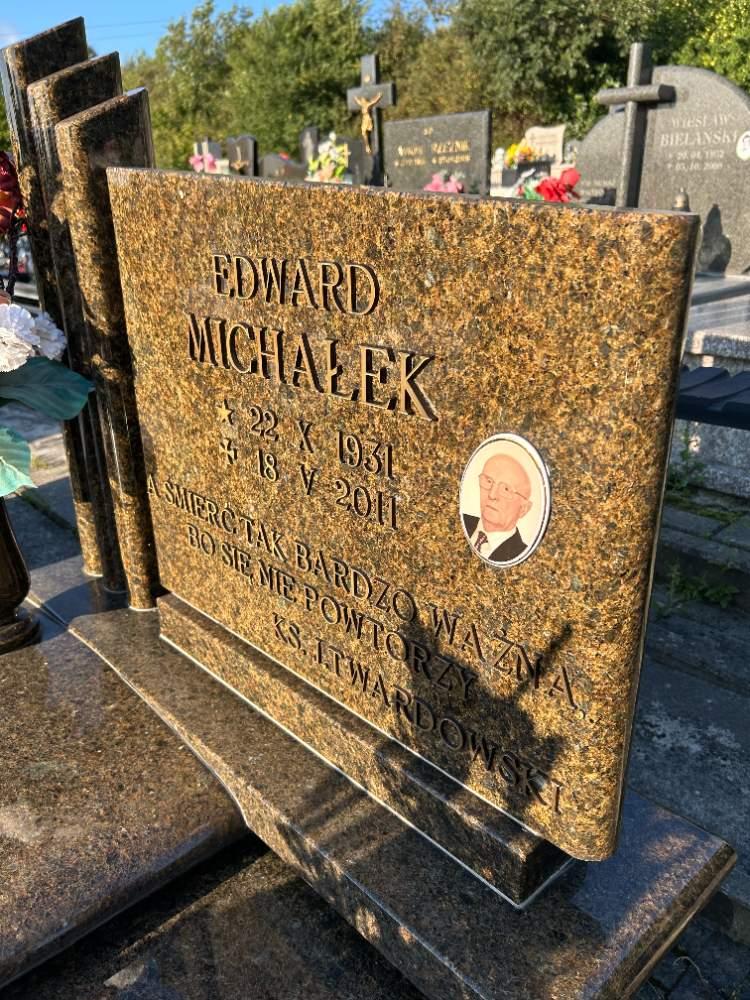 EDWARD
MICHAŁEK
22 X 1931
18 V 2011
A ŚMIERĆ TAK BARDZO WAŻNA..
BO SIĘ NIE POWTÓRZY
KS. J.TWARDOWSKI
WIESŁAW
BIELAŃSKI